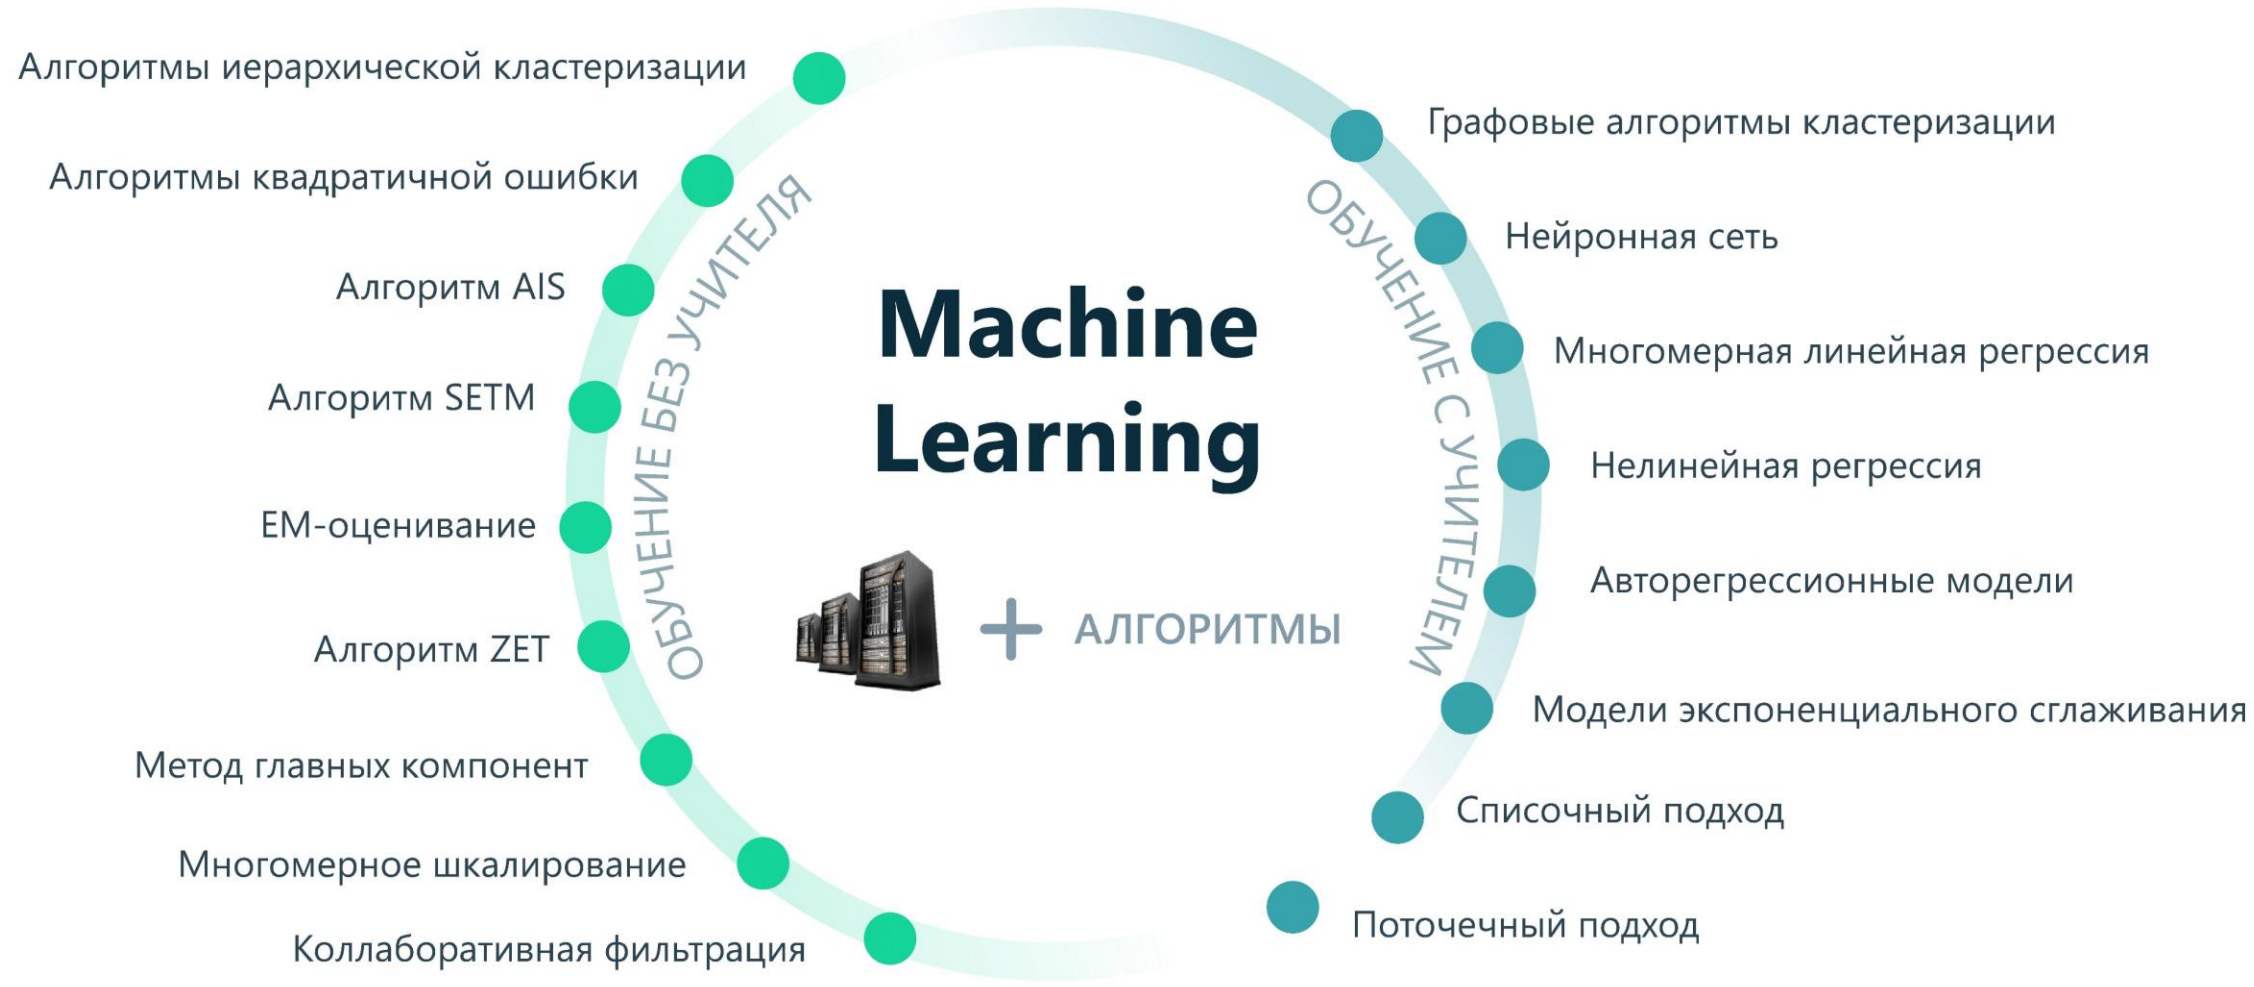 Алгоритмы иерархической кластеризации
Алгоритмы квадратичной ошибки
Алгоритм AIS
Алгоритм SETM
ЕМ-оценивание
Алгоритм ZET
Метод главных компонент
Многомерное шкалирование
Коллаборативная фильтрация
ОБУЧЕНИЕ БЕЗ УЧИТЕЛЯ
Machine
Learning
+ АЛГОРИТМЫ
ОБУЧЕНИЕ С УЧИТЕЛЕМ
Графовые алгоритмы кластеризации
Нейронная сеть
Многомерная линейная регрессия
Нелинейная регрессия
Авторегрессионные модели
Модели экспоненциального сглаживания
Списочный подход
Поточечный подход